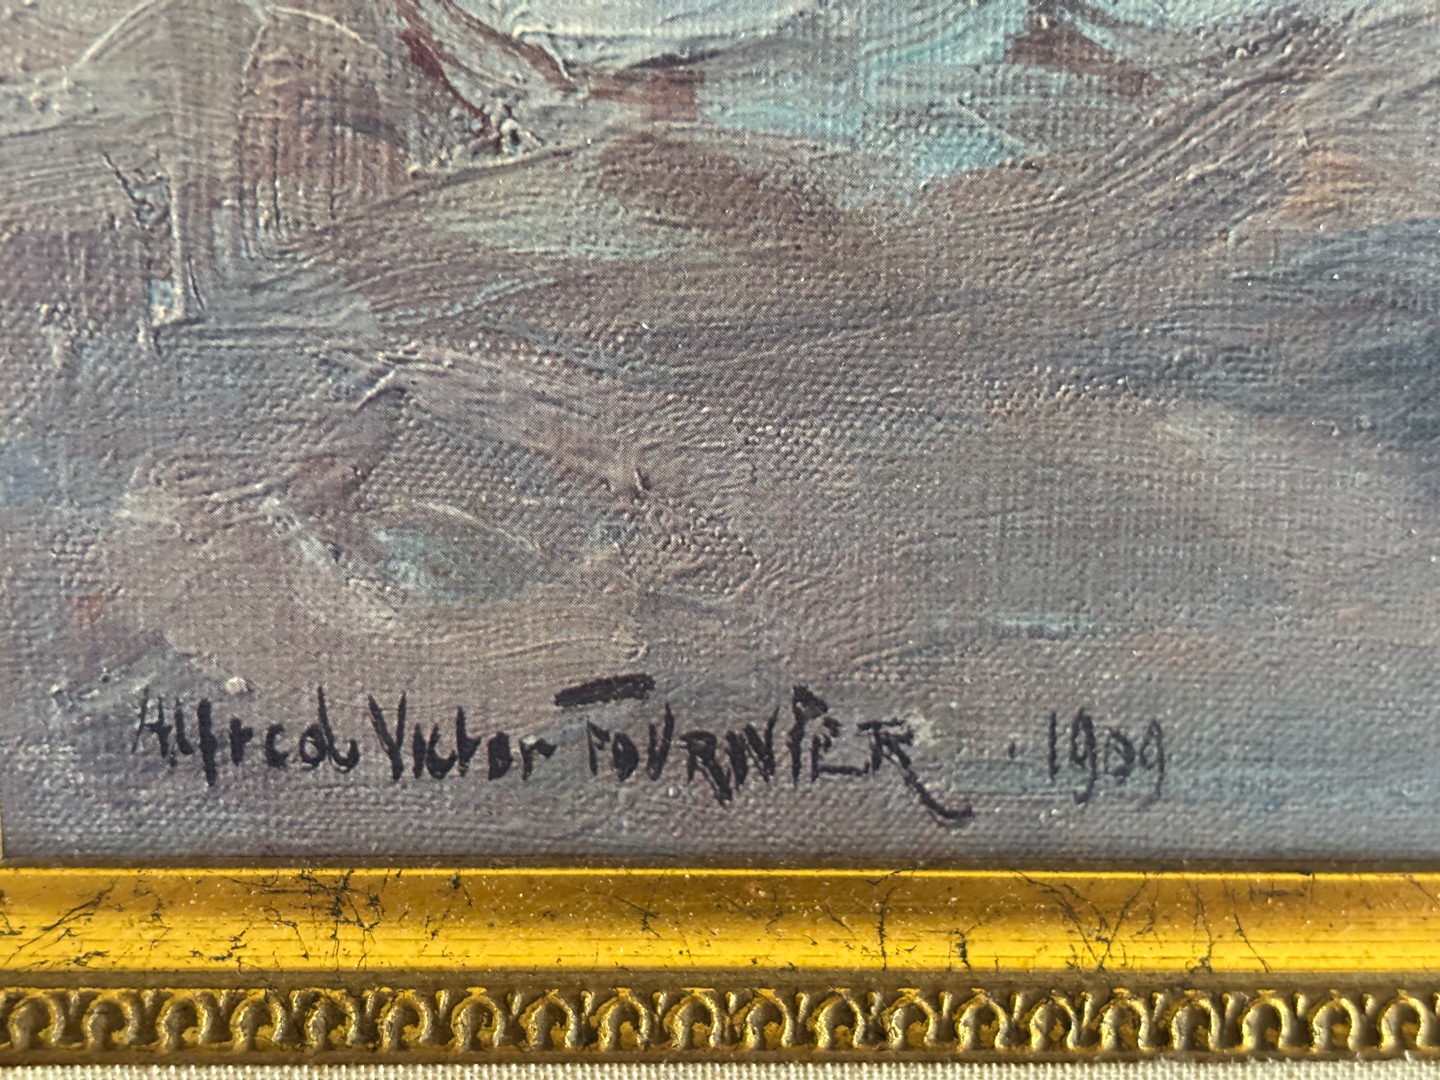 Alfred Victor FOURNIER . 1909